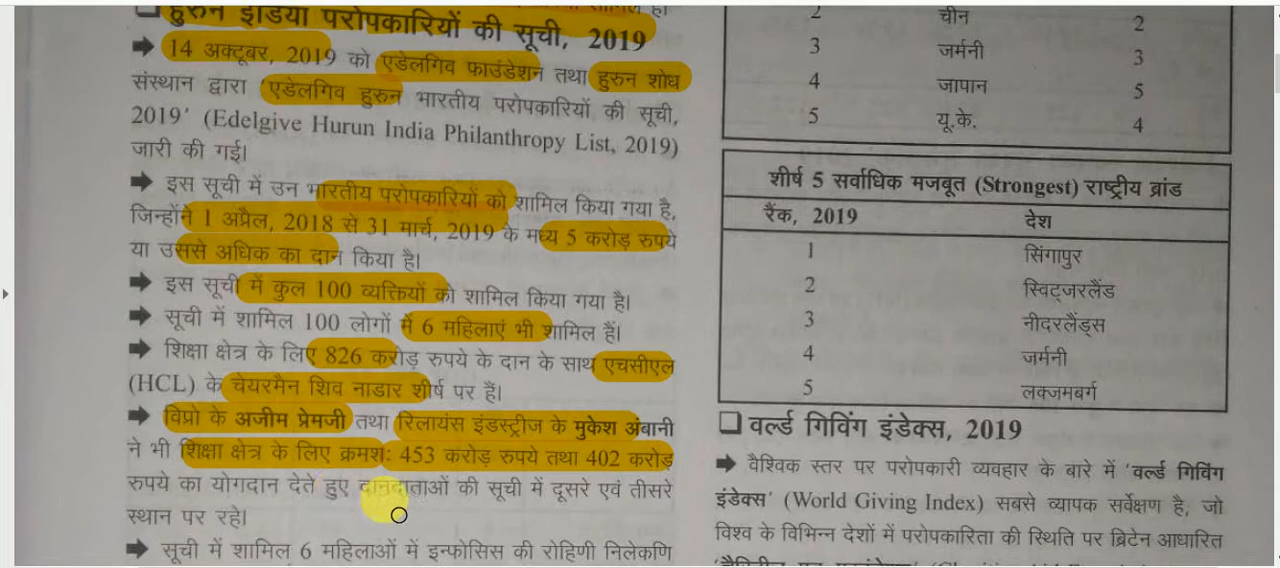 ❑ हुरुन इंडिया परोपकारियों की सूची, 2019
➡ 14 अक्टूबर, 2019 को एडेलगिव फाउंडेशन तथा हुरुन शोध
संस्थान द्वारा 'एडेलगिव हुरुन भारतीय परोपकारियों की सूची,
2019' (Edelgive Hurun India Philanthropy List, 2019)
जारी की गई।
➡ इस सूची में उन भारतीय परोपकारियों को शामिल किया गया है,
जिन्होंने 1 अप्रैल, 2018 से 31 मार्च, 2019 के मध्य 5 करोड़ रुपये
या उससे अधिक का दान किया है।
➡ इस सूची में कुल 100 व्यक्तियों को शामिल किया गया है।
➡ सूची में शामिल 100 लोगों में 6 महिलाएं भी शामिल हैं।
➡ शिक्षा क्षेत्र के लिए 826 करोड़ रुपये के दान के साथ एचसीएल
(HCL) के चेयरमैन शिव नाडार शीर्ष पर हैं।
➡ विप्रो के अजीम प्रेमजी तथा रिलायंस इंडस्ट्रीज के मुकेश अंबानी
ने भी शिक्षा क्षेत्र के लिए क्रमश: 453 करोड़ रुपये तथा 402 करोड़
रुपये का योगदान देते हुए दानदाताओं की सूची में दूसरे एवं तीसरे
स्थान पर रहे।
➡ सूची में शामिल 6 महिलाओं में इन्फोसिस की रोहिणी निलेकणि
2 चीन 2
3 जर्मनी 3
4 जापान 5
5 यू.के. 4
शीर्ष 5 सर्वाधिक मजबूत (Strongest) राष्ट्रीय ब्रांड
रैंक, 2019 देश
1 सिंगापुर
2 स्विट्जरलैंड
3 नीदरलैंड्स
4 जर्मनी
5 लक्जमबर्ग
❑ वर्ल्ड गिविंग इंडेक्स, 2019
➡ वैश्विक स्तर पर परोपकारी व्यवहार के बारे में 'वर्ल्ड गिविंग
इंडेक्स' (World Giving Index) सबसे व्यापक सर्वेक्षण है, जो
विश्व के विभिन्न देशों में परोपकारिता की स्थिति पर ब्रिटेन आधारित